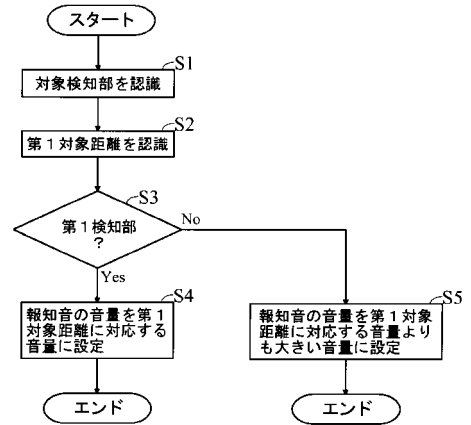 スタート
S1
対象検知部を認識
S2
第1対象距離を認識
S3
第1検知部
?
No
Yes
S4
報知音の音量を第1
対象距離に対応する
音量に設定
S5
報知音の音量を第1対象
距離に対応する音量より
も大きい音量に設定
エンド
エンド